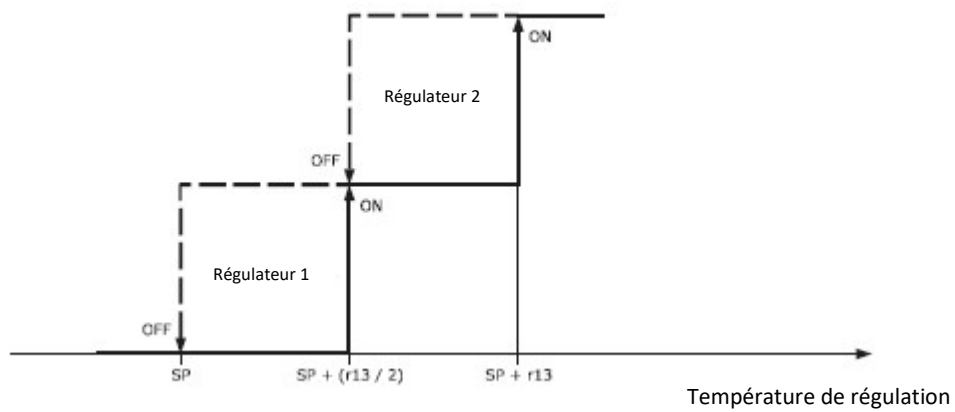 ON
Régulateur 2
OFF
ON
Régulateur 1
OFF
SP
SP + (r13 / 2)
SP + r13
Température de régulation